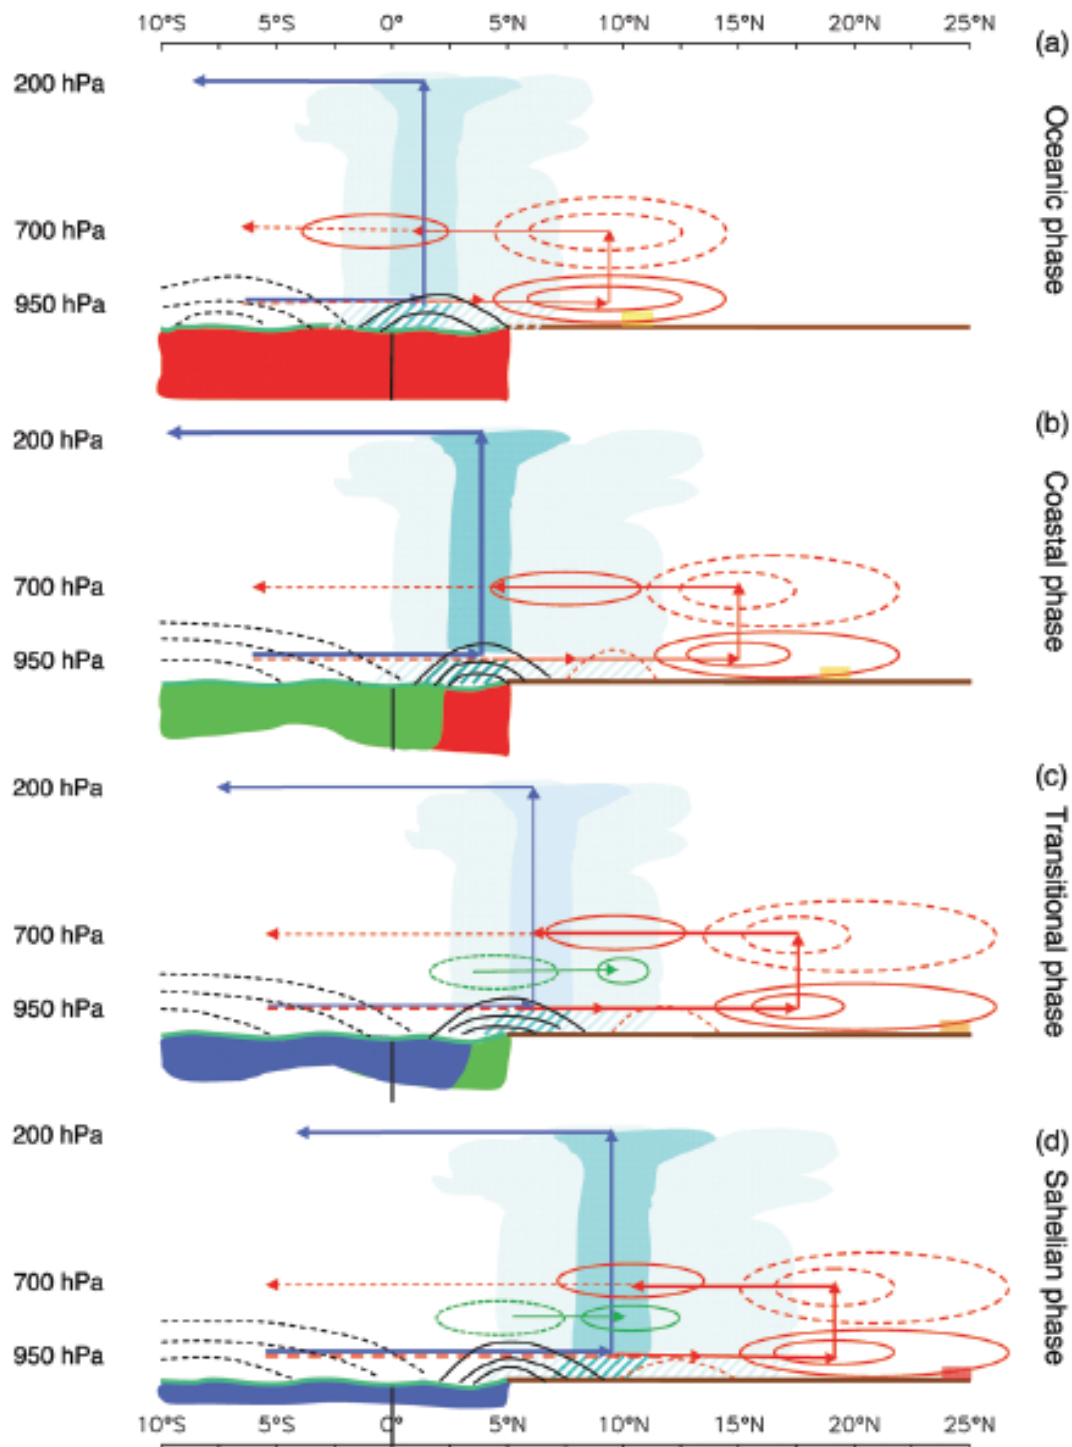 10°S 5°S 0° 5°N 10°N 15°N 20°N 25°N
(a) Oceanic phase
200 hPa
700 hPa
950 hPa
(b) Coastal phase
200 hPa
700 hPa
950 hPa
(c) Transitional phase
200 hPa
700 hPa
950 hPa
(d) Sahelian phase
200 hPa
700 hPa
950 hPa
10°S 5°S 0° 5°N 10°N 15°N 20°N 25°N